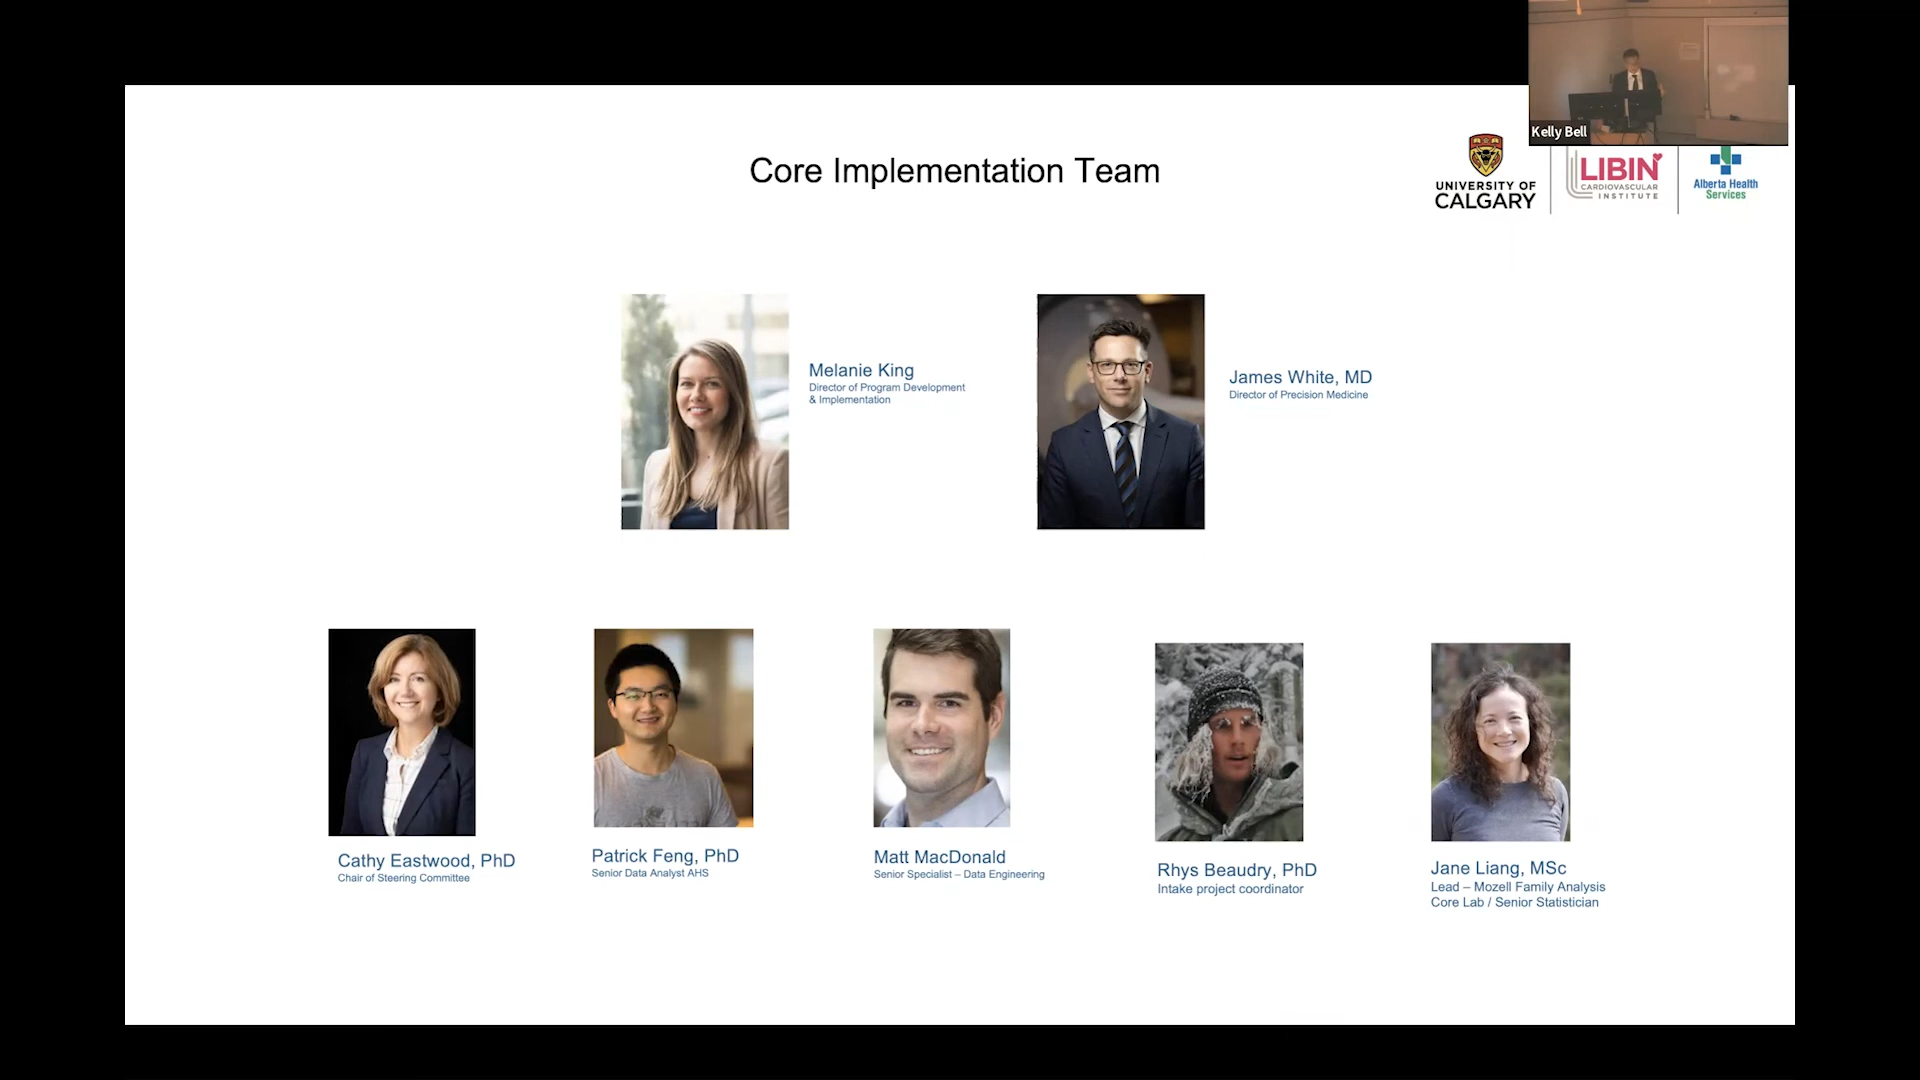 Kelly Bell
Core Implementation Team
UNIVERSITY OF
CALGARY
LIBIN
CARDIOVASCULAR
INSTITUTE
Alberta Health
Services
Melanie King
Director of Program Development
& Implementation
James White, MD
Director of Precision Medicine
Cathy Eastwood, PhD
Chair of Steering Committee
Patrick Feng, PhD
Senior Data Analyst AHS
Matt MacDonald
Senior Specialist – Data Engineering
Rhys Beaudry, PhD
Intake project coordinator
Jane Liang, MSc
Lead – Mozell Family Analysis
Core Lab / Senior Statistician